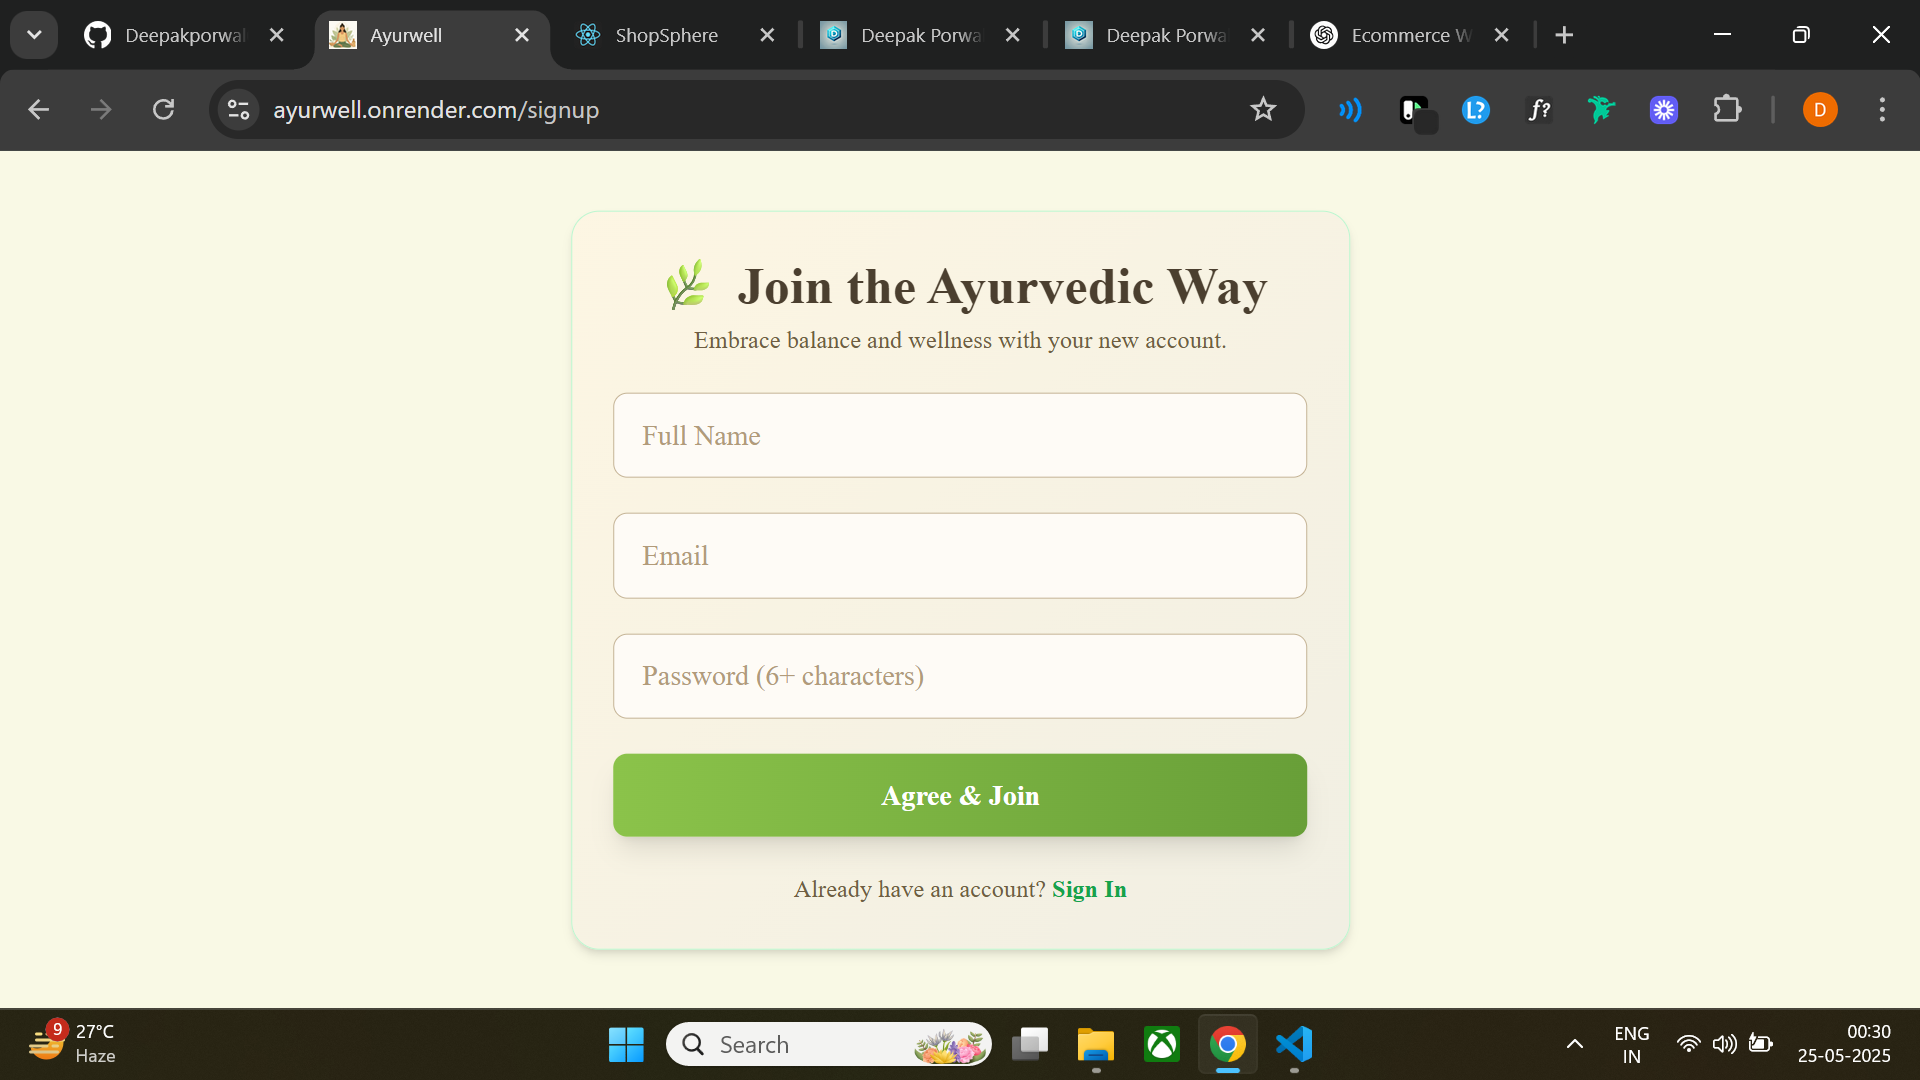 Deepakporwal
Ayurwell
ShopSphere
Deepak Porwa
Deepak Porwa
Ecommerce W
ayurwell.onrender.com/signup
L?
f?
D
Join the Ayurvedic Way
Embrace balance and wellness with your new account.
Full Name
Email
Password (6+ characters)
Agree & Join
Already have an account? Sign In
9
27°C
Haze
Search
ENG
IN
00:30
25-05-2025